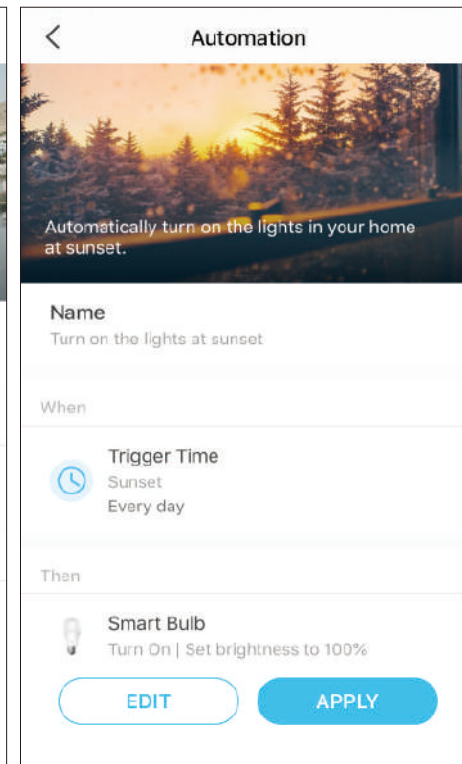 Automation
Automatically turn on the lights in your home
at sunset.
Name
Turn on the lights at sunset
When
Trigger Time
Sunset
Every day
Then
Smart Bulb
Turn On | Set brightness to 100%
EDIT
APPLY